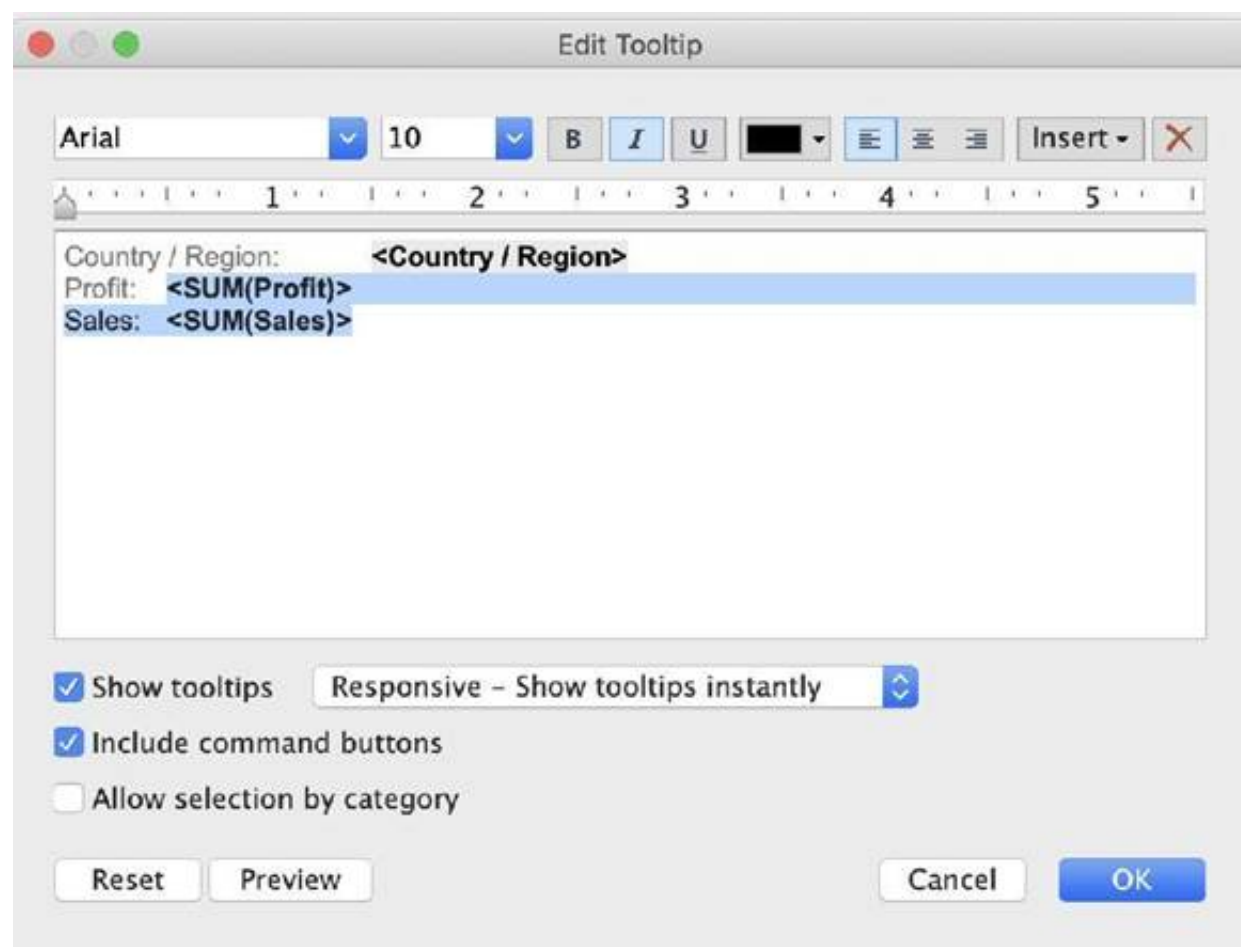 Edit Tooltip
Arial 10 B I U Insert
1 2 3 4 5
Country / Region: <Country / Region>
Profit: <SUM(Profit)>
Sales: <SUM(Sales)>
Show tooltips Responsive – Show tooltips instantly
Include command buttons
Allow selection by category
Reset Preview Cancel OK